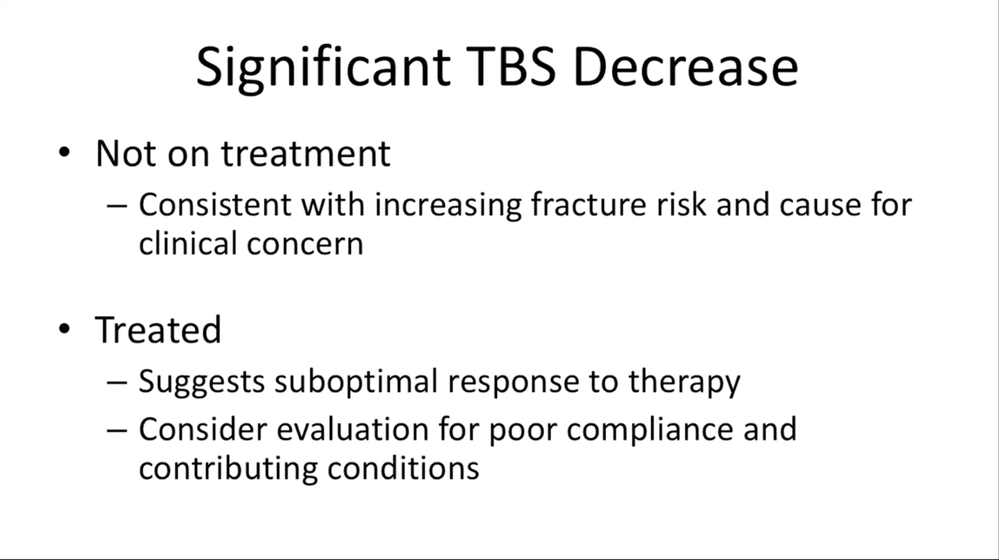 Significant TBS Decrease
• Not on treatment
– Consistent with increasing fracture risk and cause for
clinical concern
• Treated
– Suggests suboptimal response to therapy
– Consider evaluation for poor compliance and
contributing conditions